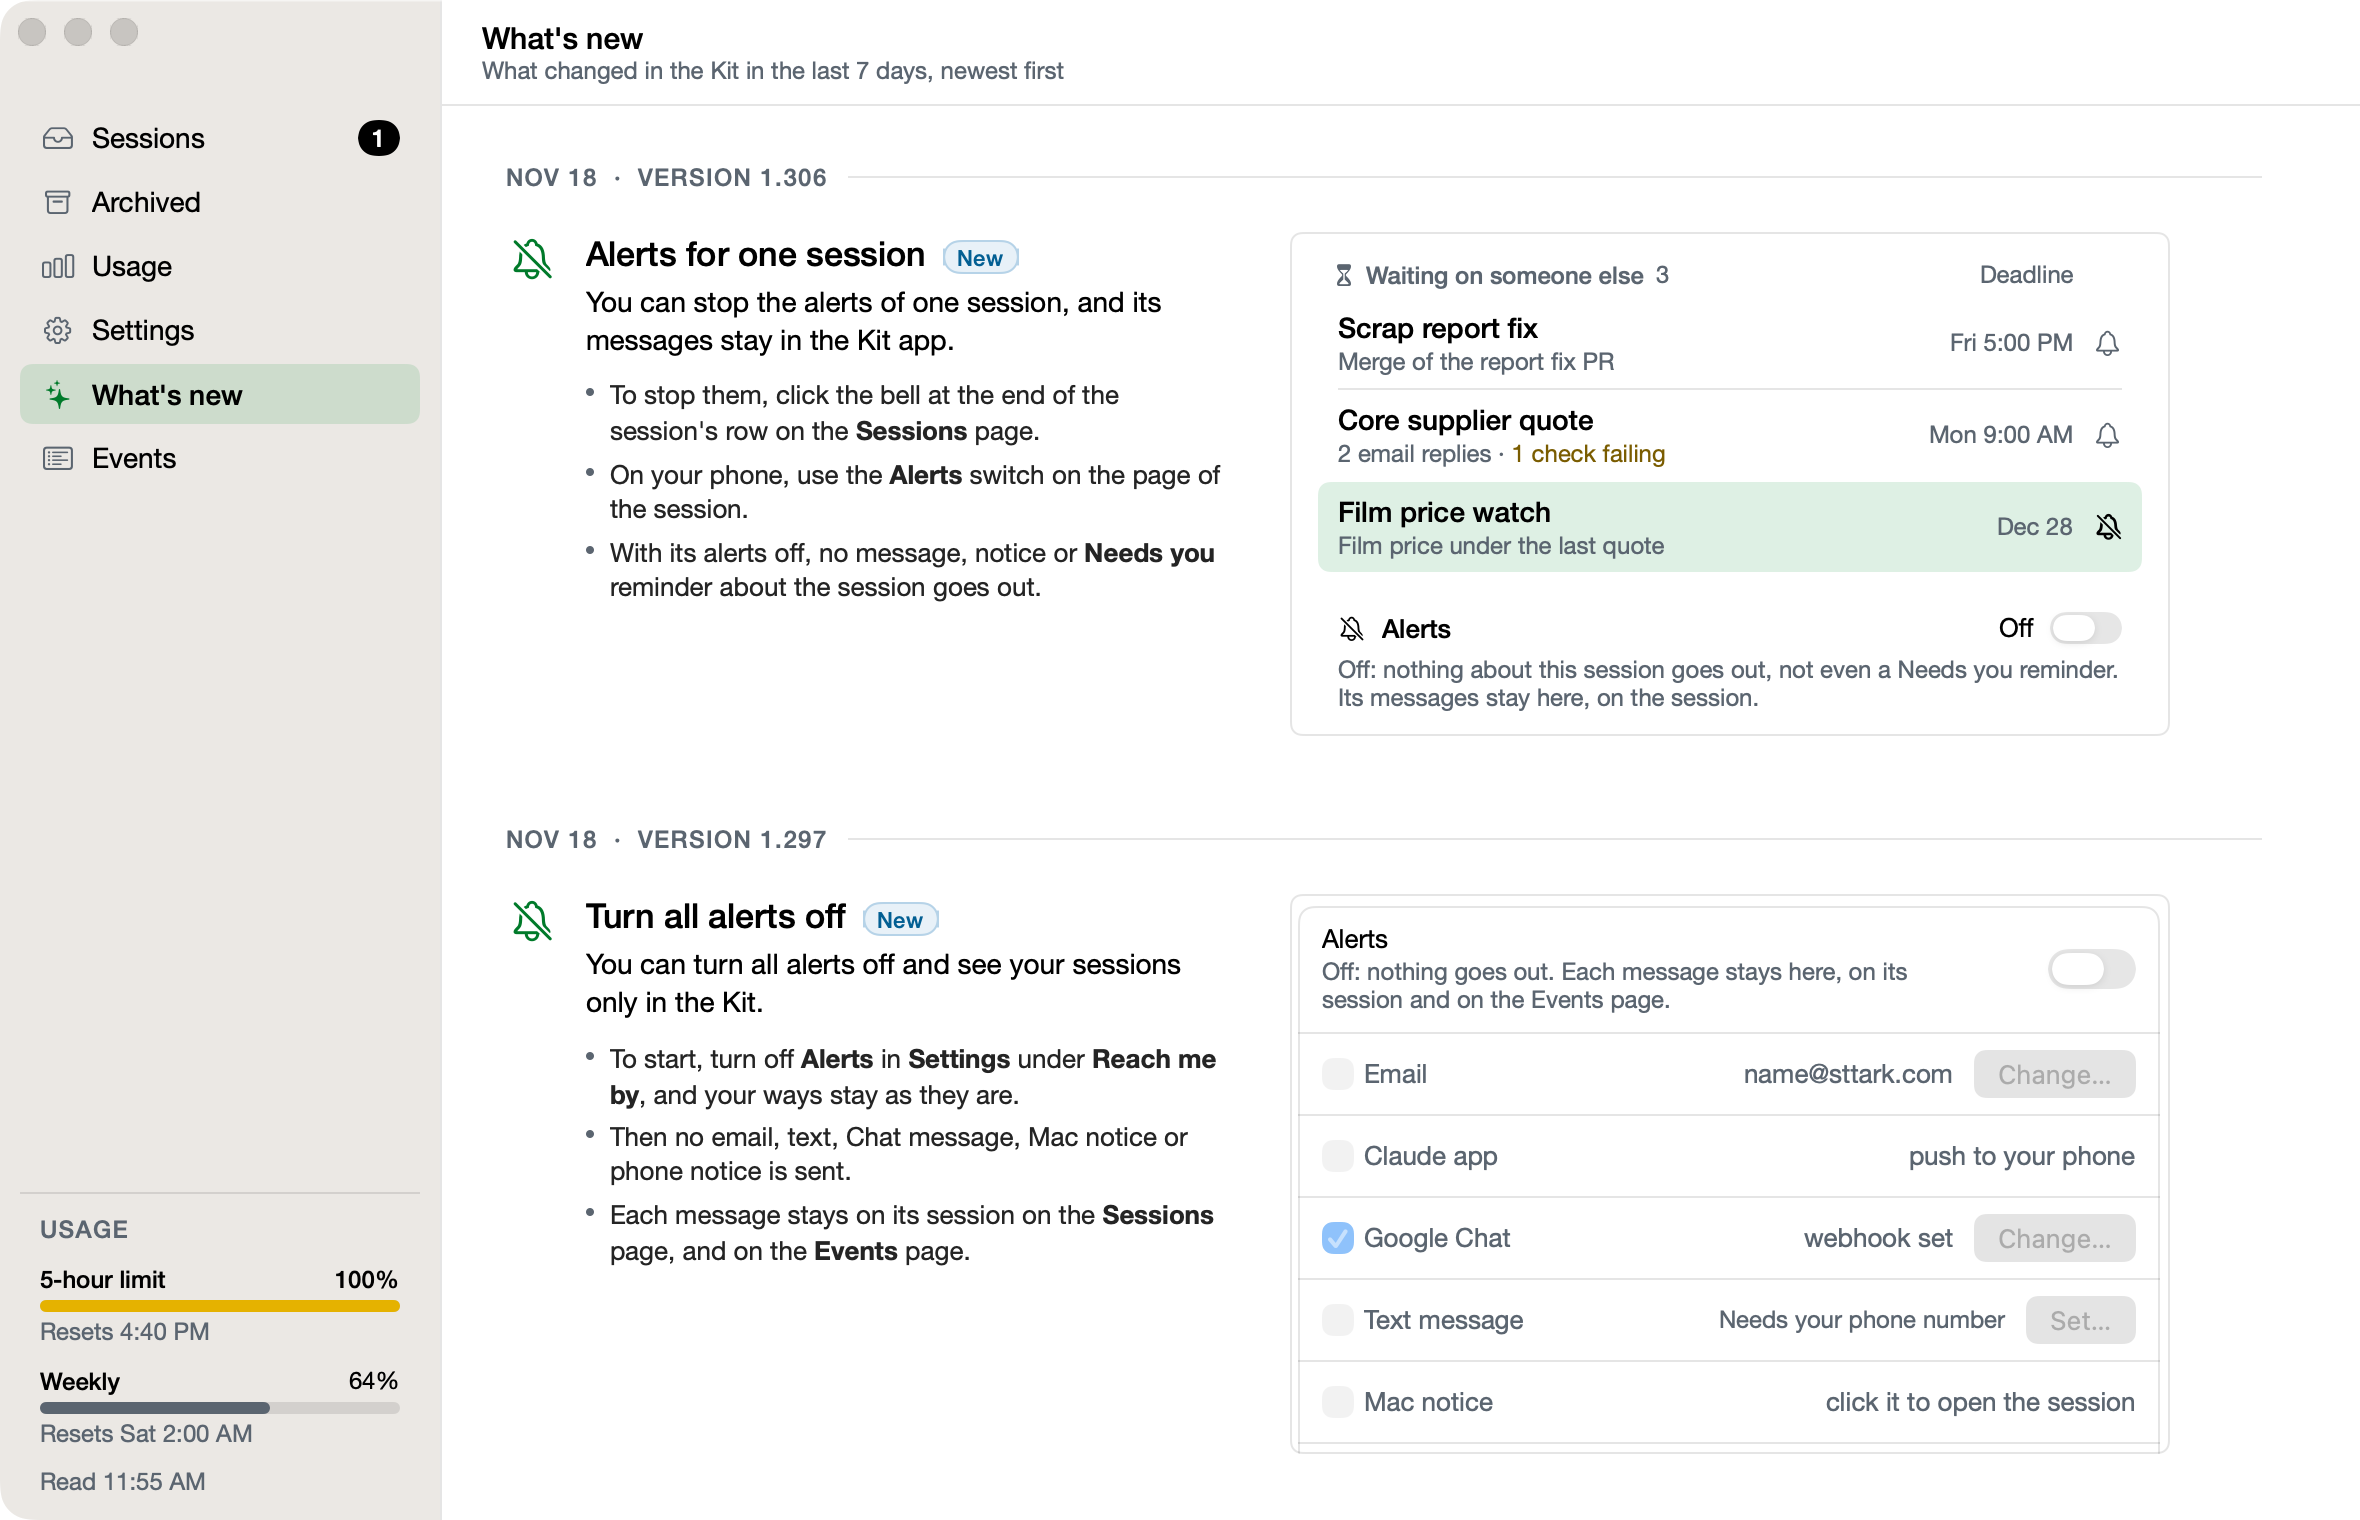 What's new
What changed in the Kit in the last 7 days, newest first
Sessions
1
Archived
Usage
Settings
What's new
Events
USAGE
5-hour limit 100%
Resets 4:40 PM
Weekly 64%
Resets Sat 2:00 AM
Read 11:55 AM
NOV 18 · VERSION 1.306
Alerts for one session New
You can stop the alerts of one session, and its
messages stay in the Kit app.
• To stop them, click the bell at the end of the
session's row on the Sessions page.
• On your phone, use the Alerts switch on the page of
the session.
• With its alerts off, no message, notice or Needs you
reminder about the session goes out.
Waiting on someone else 3 Deadline
Scrap report fix
Merge of the report fix PR
Fri 5:00 PM
Core supplier quote
2 email replies · 1 check failing
Mon 9:00 AM
Film price watch
Film price under the last quote
Dec 28
Alerts Off
Off: nothing about this session goes out, not even a Needs you reminder.
Its messages stay here, on the session.
NOV 18 · VERSION 1.297
Turn all alerts off New
You can turn all alerts off and see your sessions
only in the Kit.
• To start, turn off Alerts in Settings under Reach me
by, and your ways stay as they are.
• Then no email, text, Chat message, Mac notice or
phone notice is sent.
• Each message stays on its session on the Sessions
page, and on the Events page.
Alerts
Off: nothing goes out. Each message stays here, on its
session and on the Events page.
Email name@sttark.com Change...
Claude app push to your phone
Google Chat webhook set Change...
Text message Needs your phone number Set...
Mac notice click it to open the session